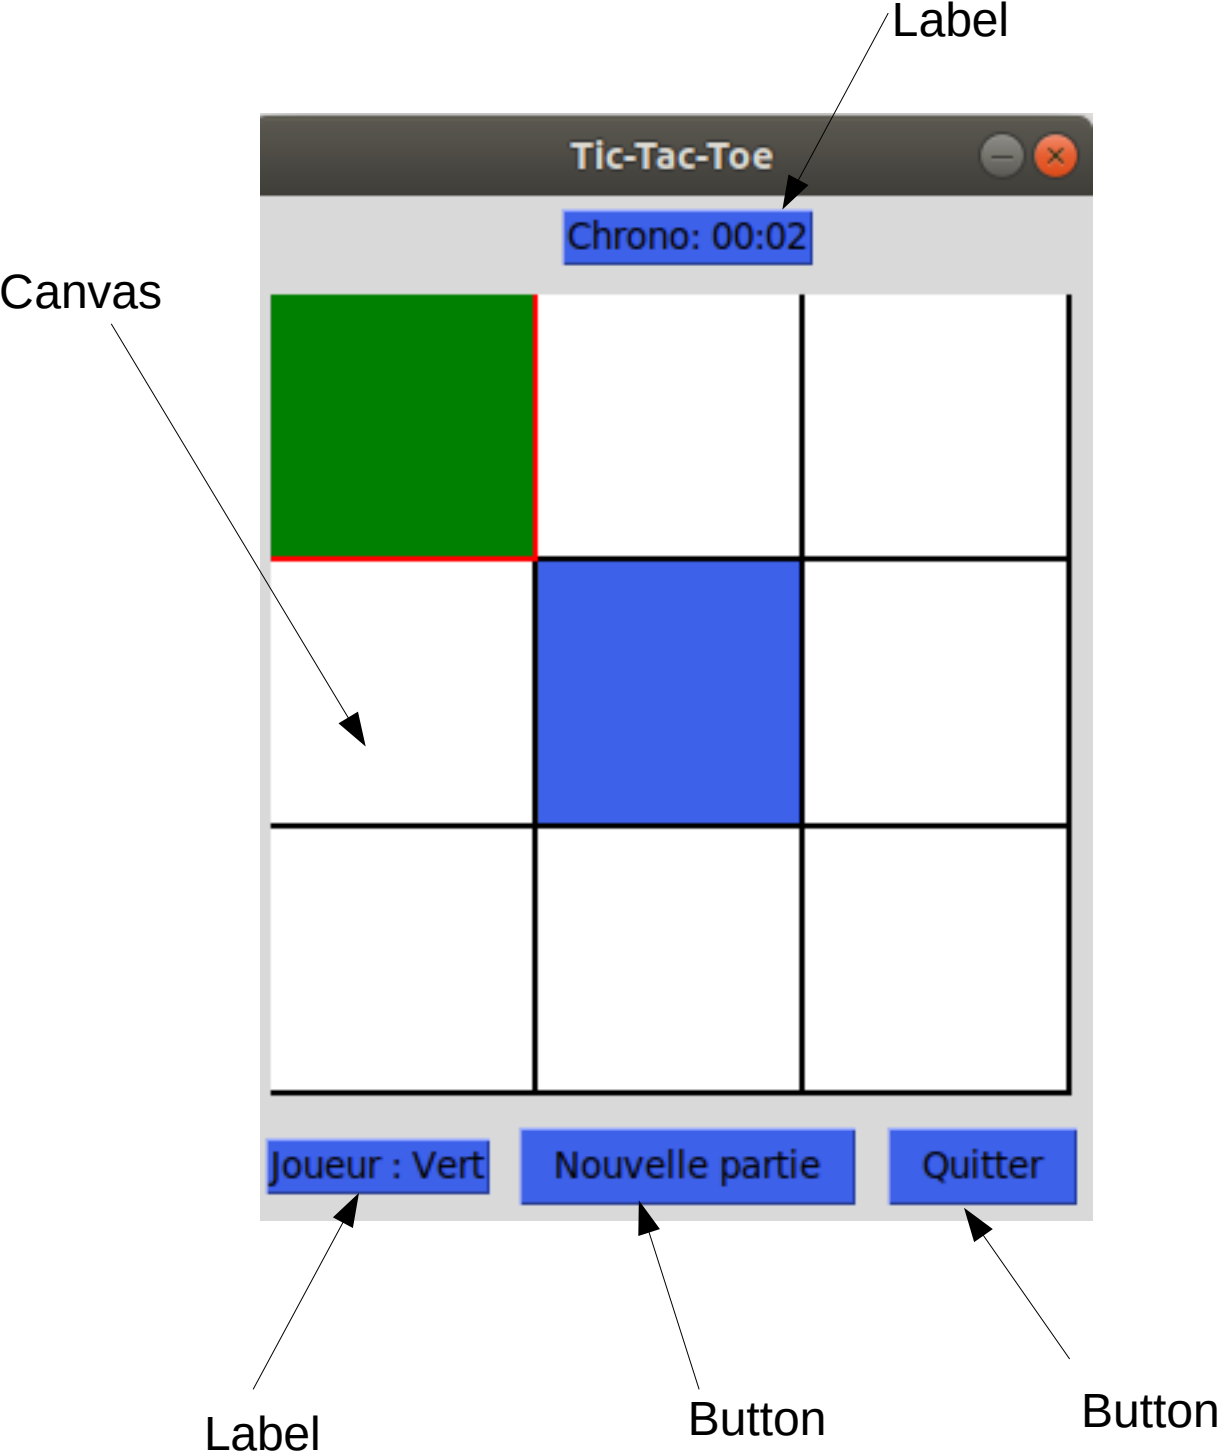 Label
Tic-Tac-Toe
Chrono: 00:02
Canvas
Joueur : Vert
Nouvelle partie
Quitter
Label
Button
Button